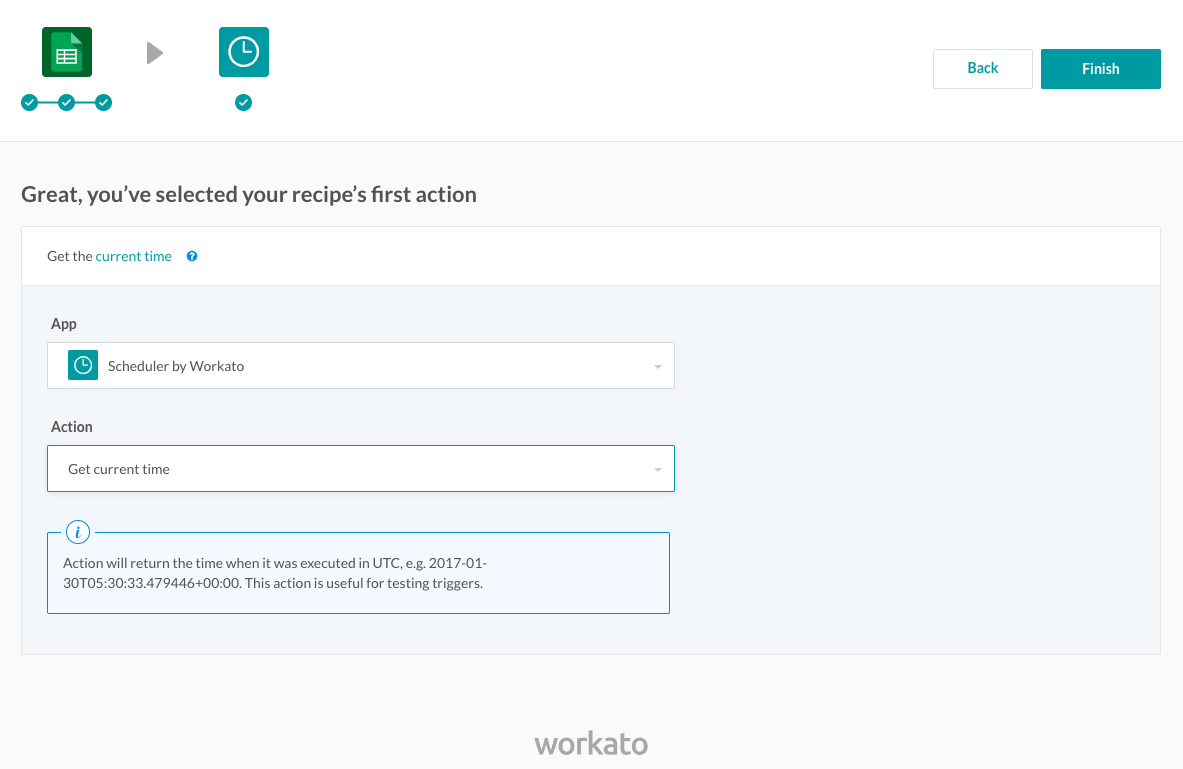 Back
Finish
Great, you’ve selected your recipe’s first action
Get the current time
App
Scheduler by Workato
Action
Get current time
Action will return the time when it was executed in UTC, e.g. 2017-01-
30T05:30:33.479446+00:00. This action is useful for testing triggers.
workato